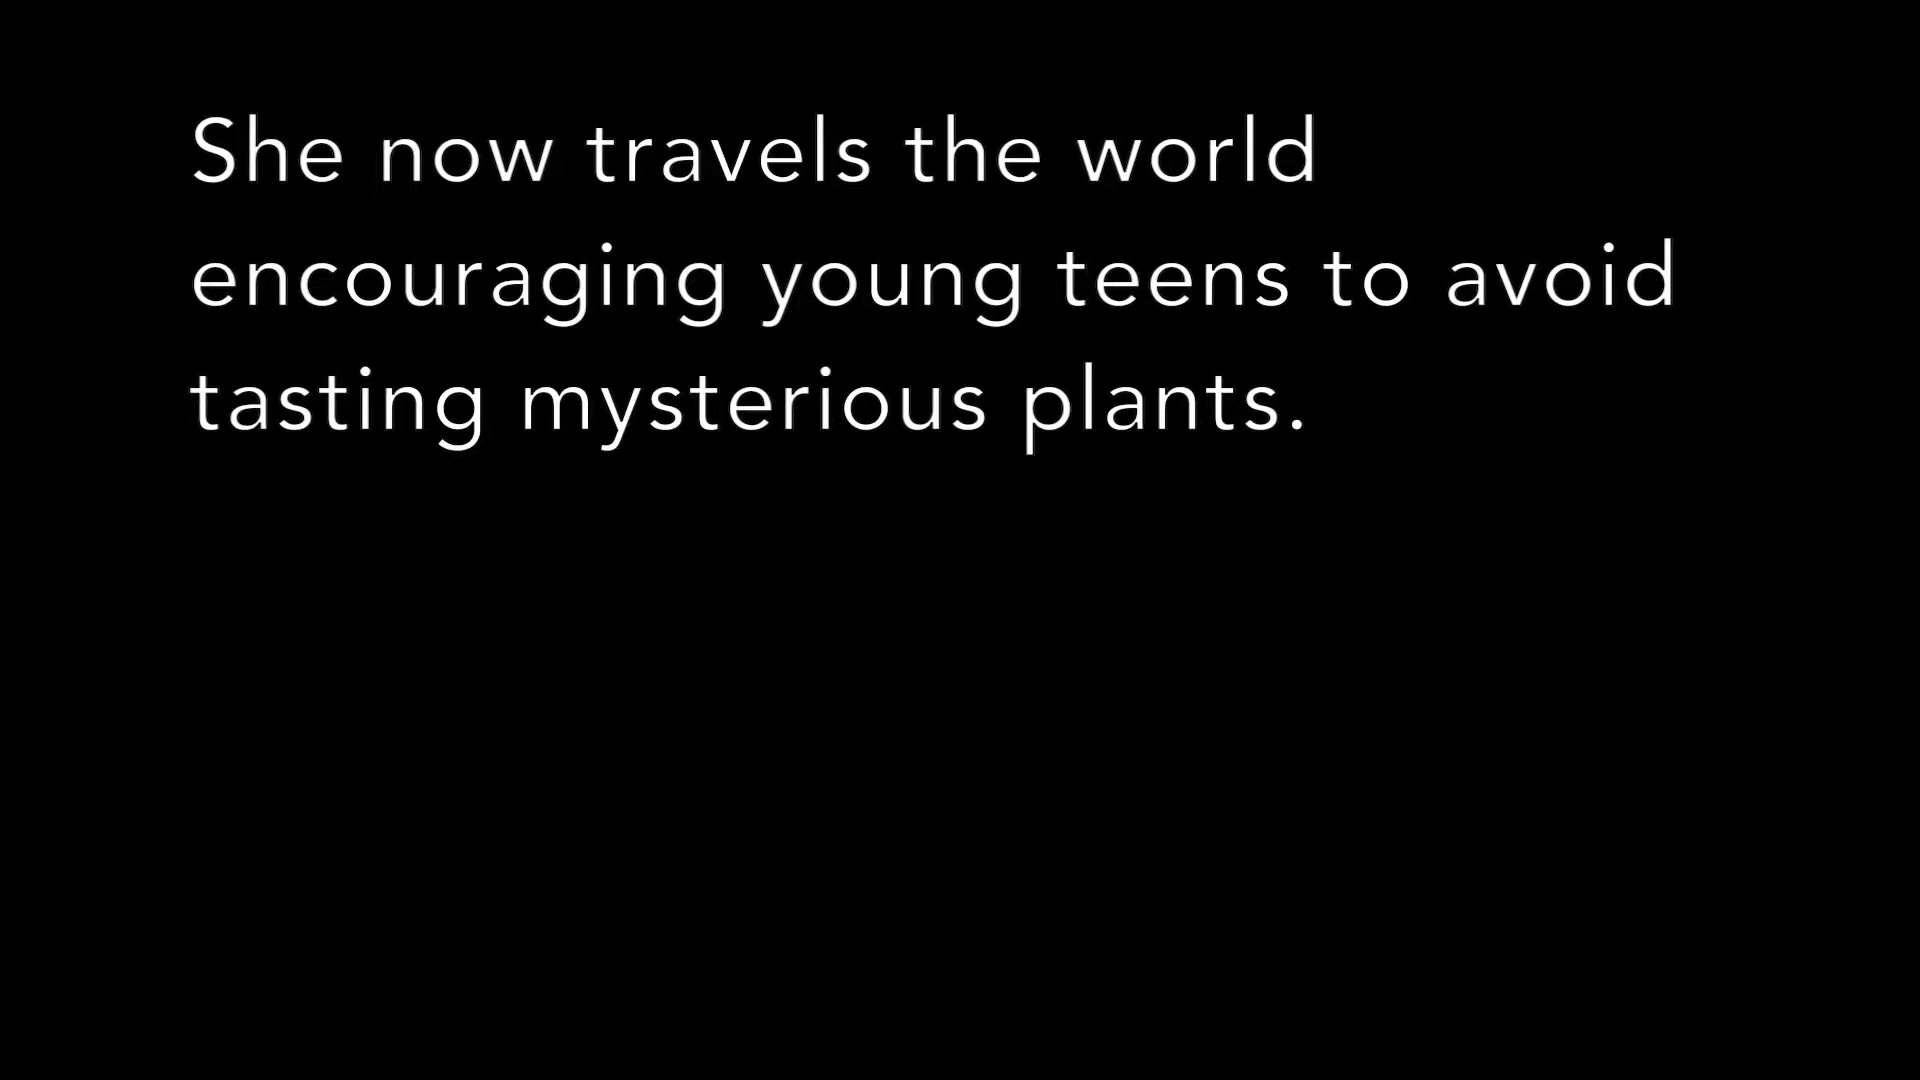 She now travels the world
encouraging young teens to avoid
tasting mysterious plants.